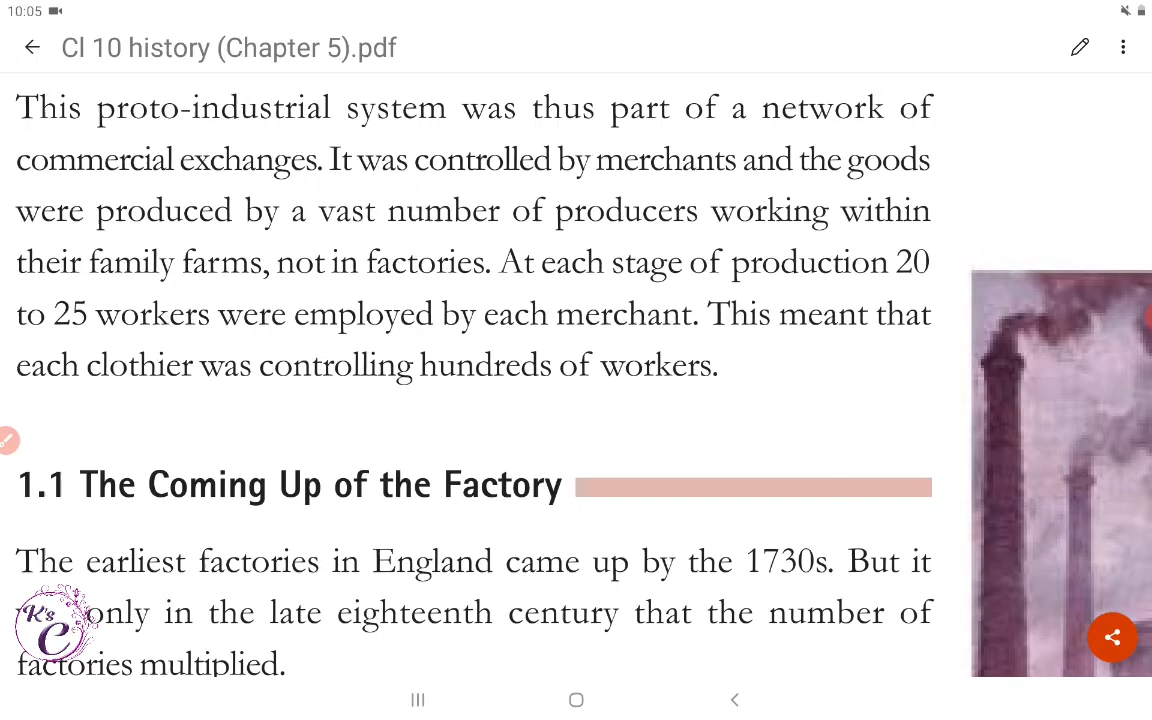 10:05
Cl 10 history (Chapter 5).pdf
This proto-industrial system was thus part of a network of
commercial exchanges. It was controlled by merchants and the goods
were produced by a vast number of producers working within
their family farms, not in factories. At each stage of production 20
to 25 workers were employed by each merchant. This meant that
each clothier was controlling hundreds of workers.
1.1 The Coming Up of the Factory
The earliest factories in England came up by the 1730s. But it
only in the late eighteenth century that the number of
factories multiplied.
K's
C